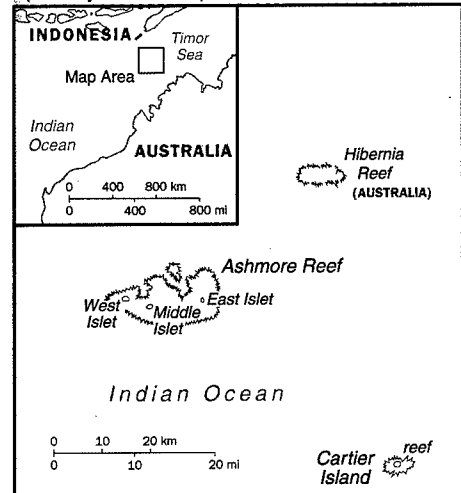 INDONESIA
Timor
Sea
Map Area
Indian
Ocean
AUSTRALIA
0 400 800 km
0 400 800 mi
Hibernia
Reef
(AUSTRALIA)
Ashmore Reef
West
Islet
Middle
Islet
East Islet
Indian Ocean
0 10 20 km
0 10 20 mi
reef
Cartier
Island